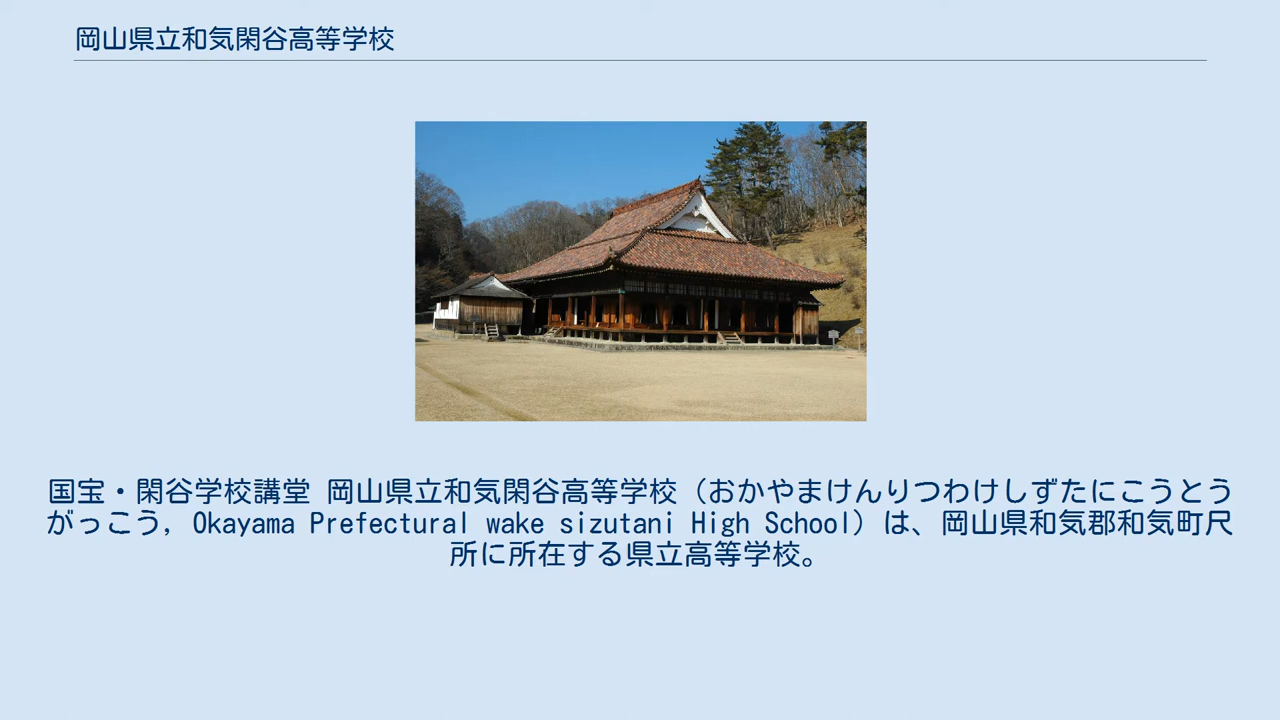 岡山県立和気閑谷高等学校
国宝・閑谷学校講堂 岡山県立和気閑谷高等学校（おかやまけんりつわけしずたにこうとう
がっこう, Okayama Prefectural wake sizutani High School）は、岡山県和気郡和気町尺
所に所在する県立高等学校。